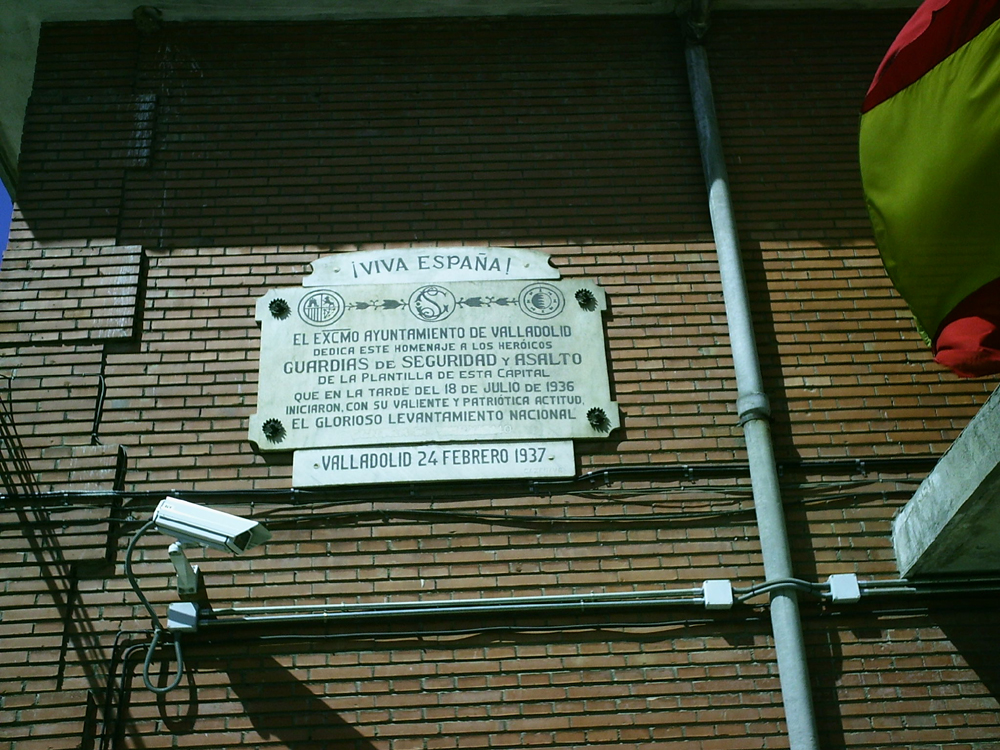 ¡VIVA ESPAÑA!
EL EXCMO AYUNTAMIENTO DE VALLADOLID
DEDICA ESTE HOMENAJE A LOS HERÓICOS
GUARDIAS DE SEGURIDAD Y ASALTO
DE LA PLANTILLA DE ESTA CAPITAL
QUE EN LA TARDE DEL 18 DE JULIO DE 1936
INICIARON, CON SU VALIENTE Y PATRIÓTICA ACTITUD,
EL GLORIOSO LEVANTAMIENTO NACIONAL
VALLADOLID 24 FEBRERO 1937